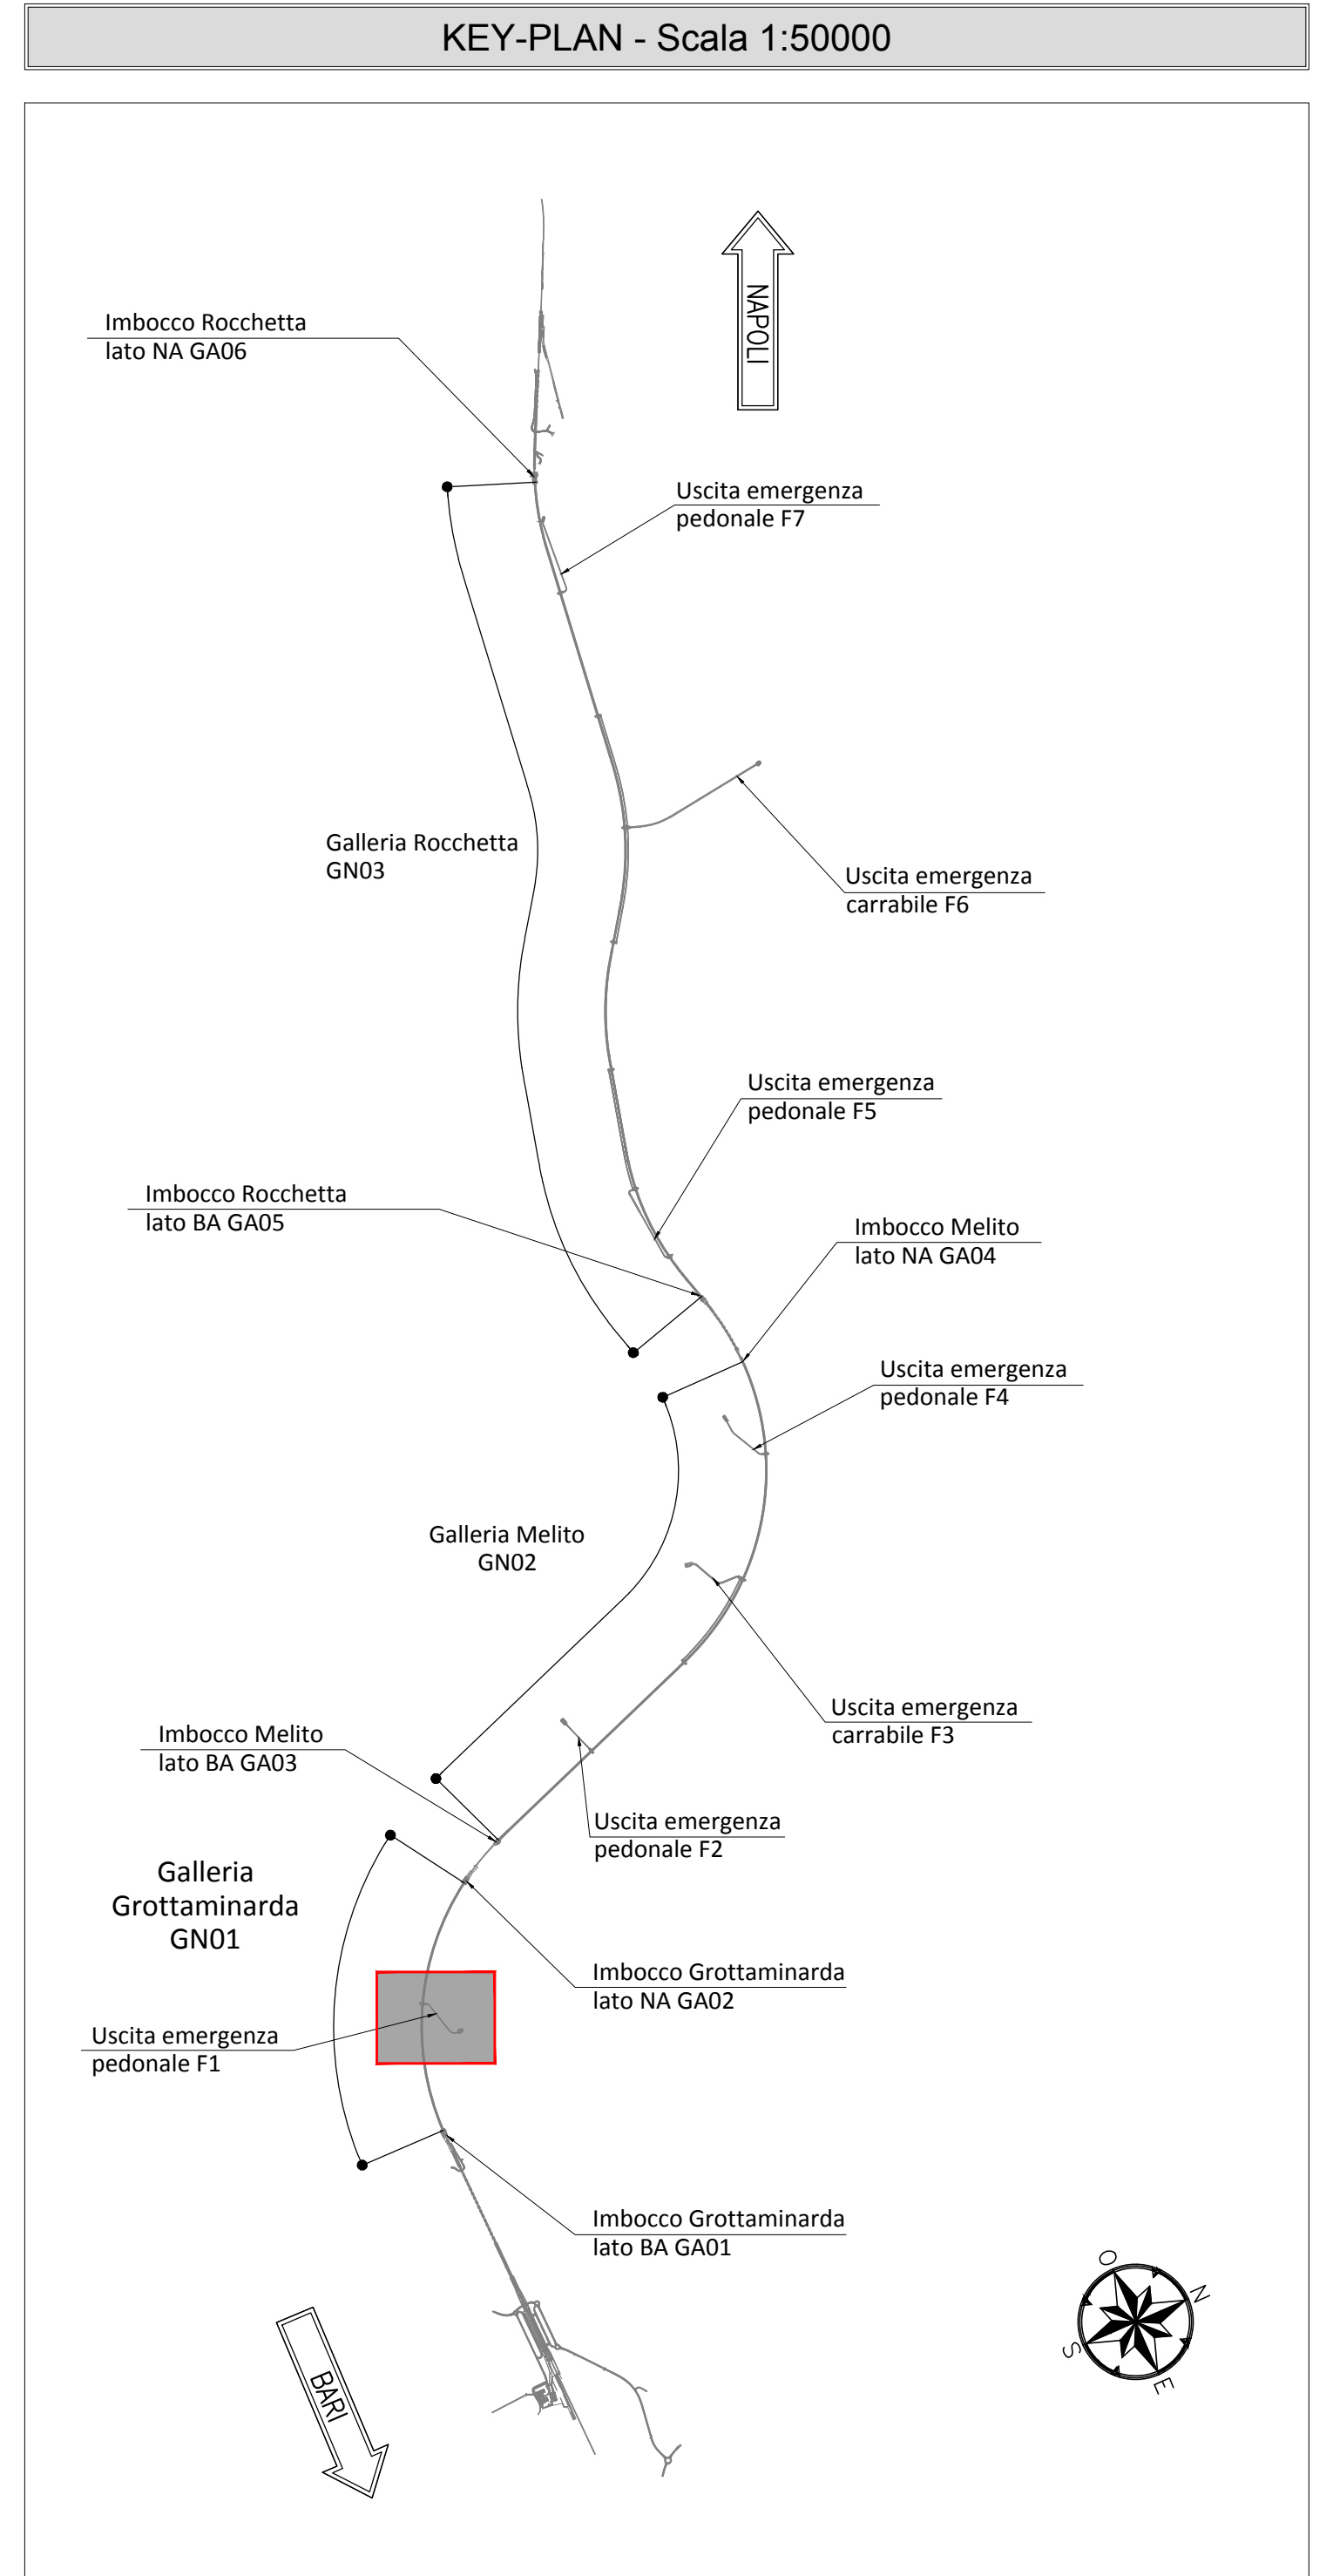 KEY-PLAN - Scala 1:50000
NAPOLI
Imbocco Rocchetta
lato NA GA06
Uscita emergenza
pedonale F7
Galleria Rocchetta
GN03
Uscita emergenza
carrabile F6
Uscita emergenza
pedonale F5
Imbocco Rocchetta
lato BA GA05
Imbocco Melito
lato NA GA04
Uscita emergenza
pedonale F4
Galleria Melito
GN02
Uscita emergenza
carrabile F3
Imbocco Melito
lato BA GA03
Uscita emergenza
pedonale F2
Galleria
Grottaminarda
GN01
Imbocco Grottaminarda
lato NA GA02
Uscita emergenza
pedonale F1
Imbocco Grottaminarda
lato BA GA01
BARI
O
N
S
E